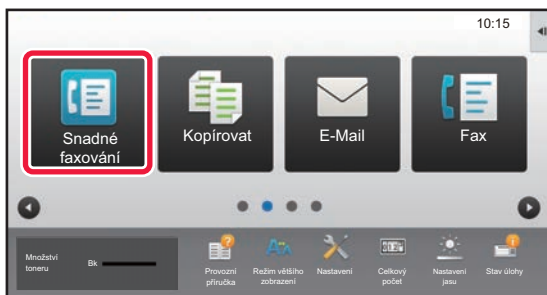 10:15
Snadné
faxování
Kopírovat
E-Mail
Fax
Množství
toneru
Bk
Provozní
příručka
Režim většího
zobrazení
Nastavení
Celkový
počet
Nastavení
jasu
Stav úlohy